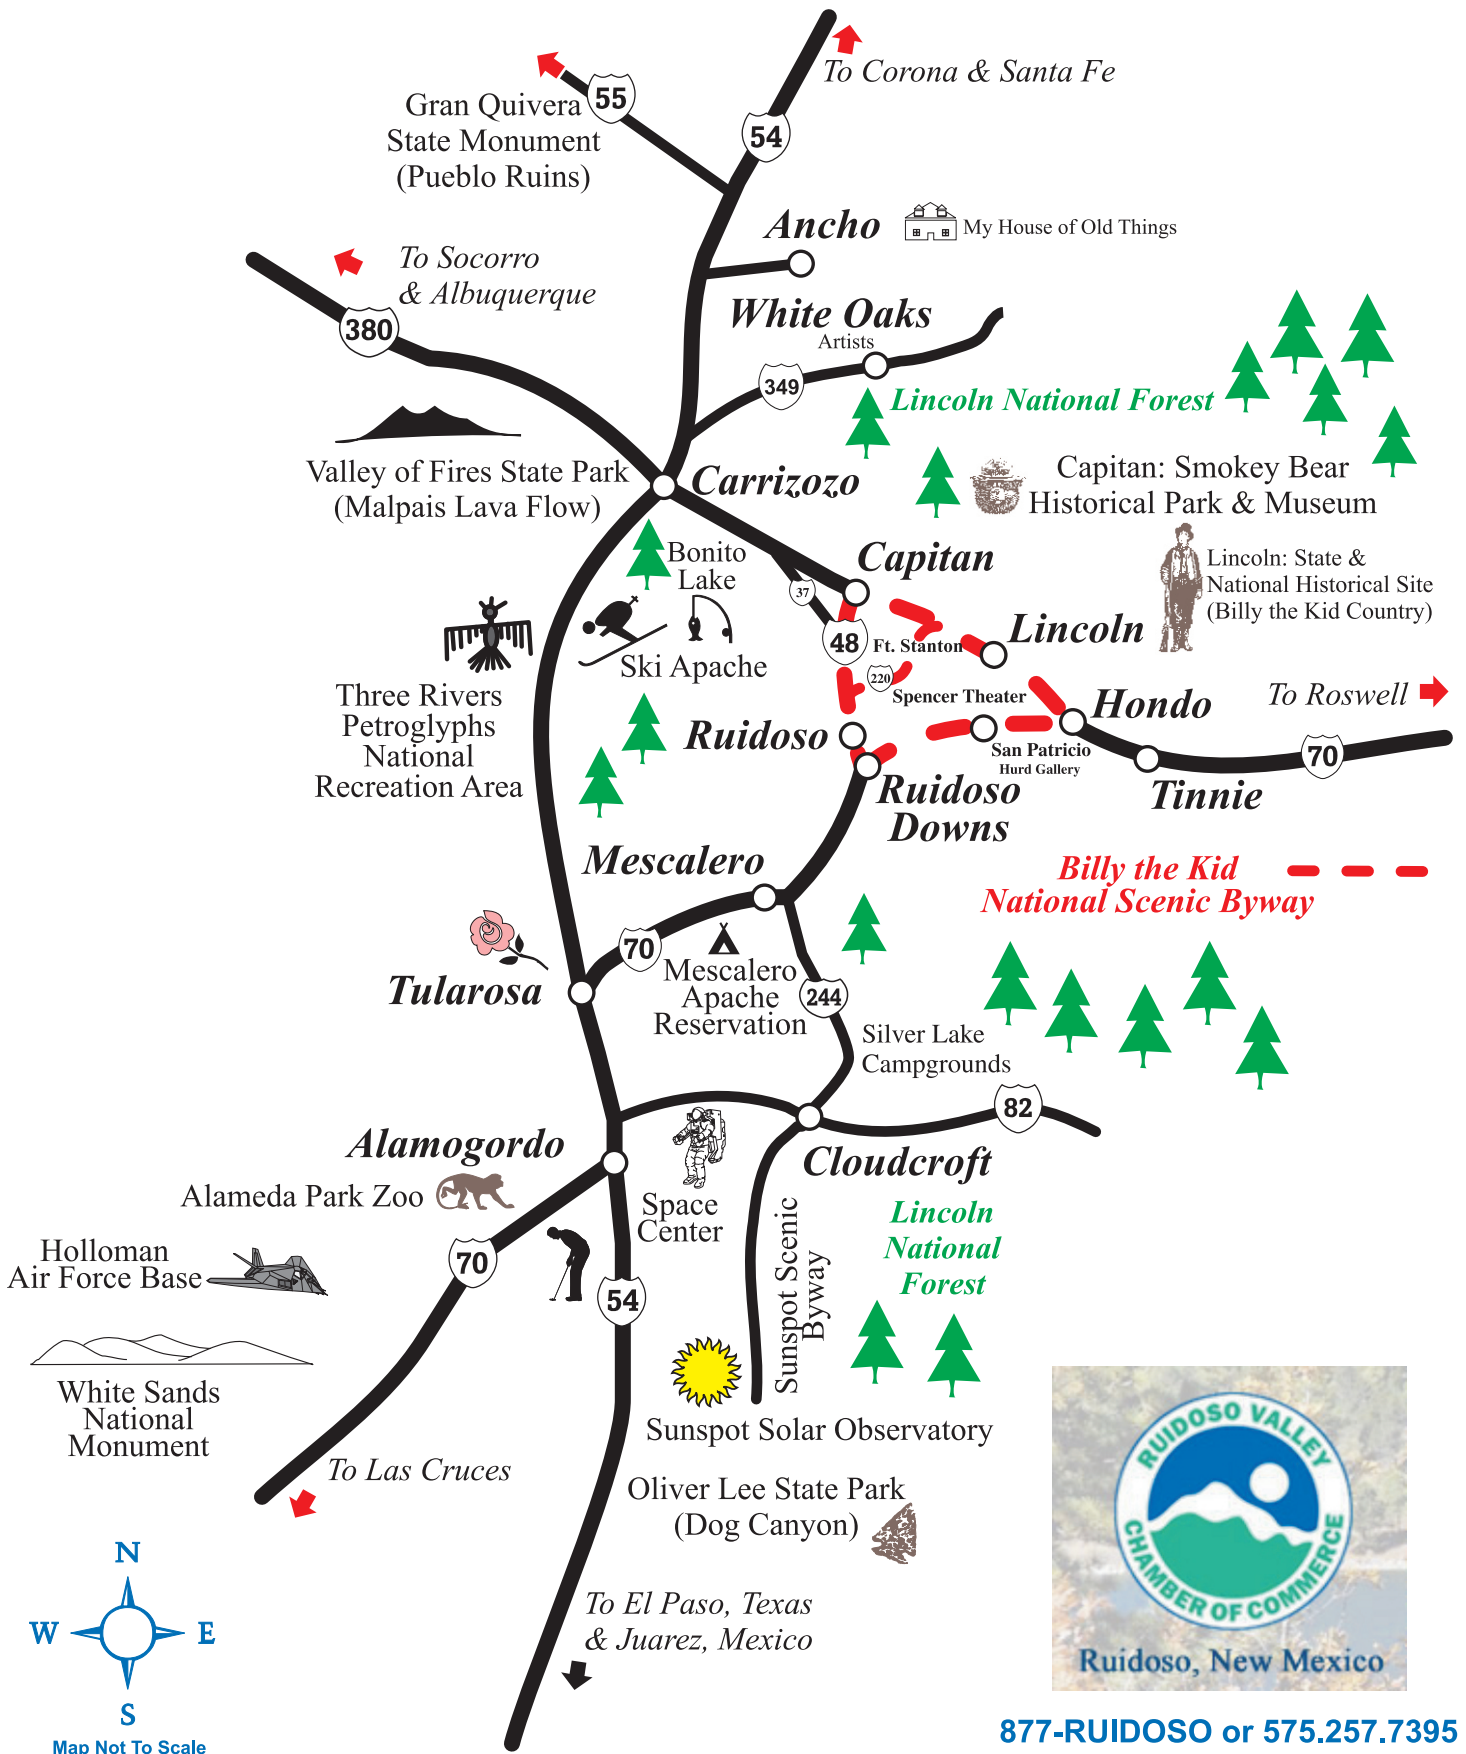 To Corona & Santa Fe
55
Gran Quivera
State Monument
(Pueblo Ruins)
54
Ancho
My House of Old Things
To Socorro
& Albuquerque
380
White Oaks
Artists
349
Lincoln National Forest
Valley of Fires State Park
(Malpais Lava Flow)
Carrizozo
Capitan: Smokey Bear
Historical Park & Museum
Bonito
Lake
Capitan
37
Lincoln: State &
National Historical Site
(Billy the Kid Country)
48
Ft. Stanton
Lincoln
Ski Apache
220
Three Rivers
Petroglyphs
National
Recreation Area
Spencer Theater
Hondo
To Roswell
Ruidoso
San Patricio
Hurd Gallery
70
Ruidoso
Downs
Tinnie
Mescalero
Billy the Kid
National Scenic Byway
70
Mescalero
Apache
Reservation
Tularosa
244
Silver Lake
Campgrounds
82
Alamogordo
Cloudcroft
Alameda Park Zoo
Space
Center
Sunspot Scenic
Byway
Lincoln
National
Forest
Holloman
Air Force Base
70
54
White Sands
National
Monument
Sunspot Solar Observatory
To Las Cruces
Oliver Lee State Park
(Dog Canyon)
To El Paso, Texas
& Juarez, Mexico
N
W E
S
Map Not To Scale
RUIDOSO VALLEY
CHAMBER OF COMMERCE
Ruidoso, New Mexico
877-RUIDOSO or 575.257.7395